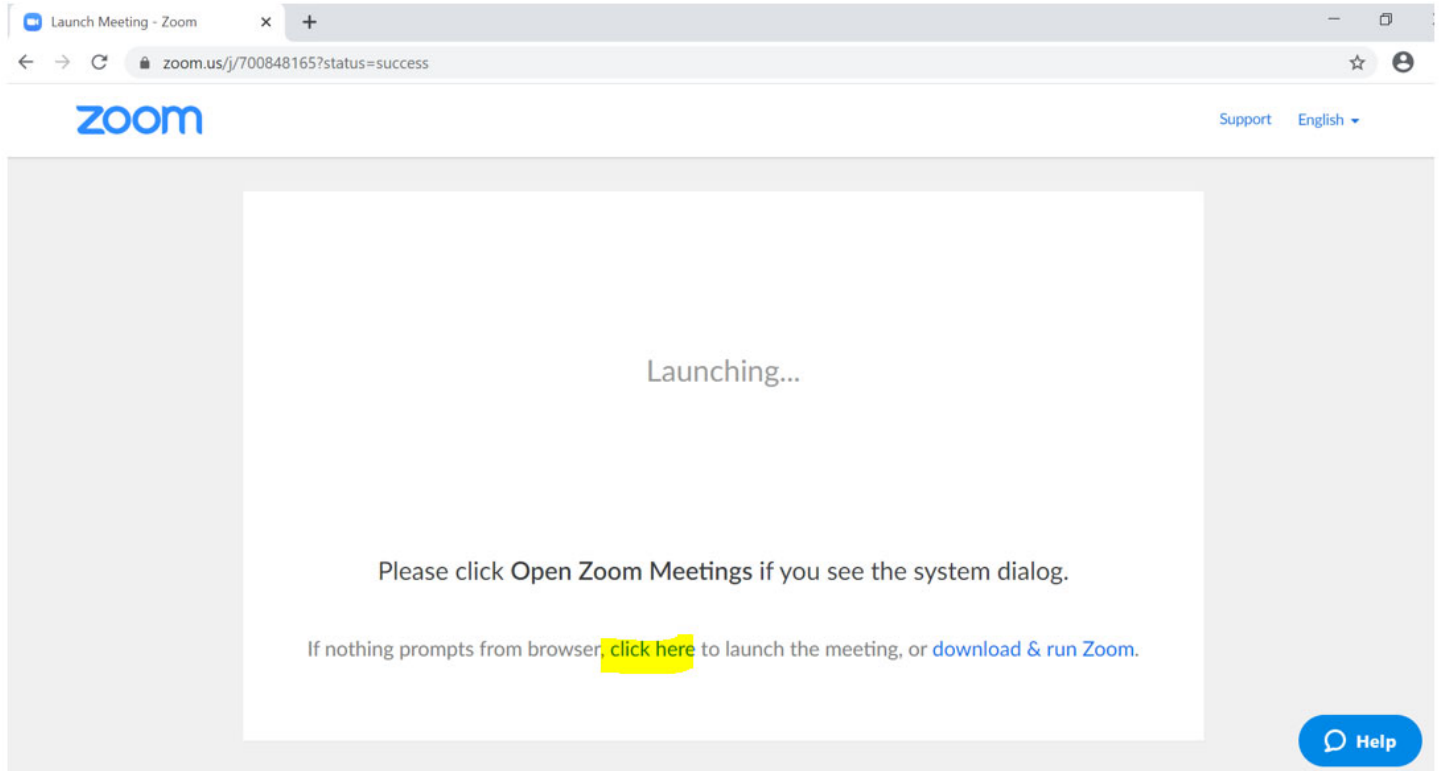 Launch Meeting - Zoom
zoom.us/j/700848165?status=success
zoom
Support English
Launching...
Please click Open Zoom Meetings if you see the system dialog.
If nothing prompts from browser, click here to launch the meeting, or download & run Zoom.
Help